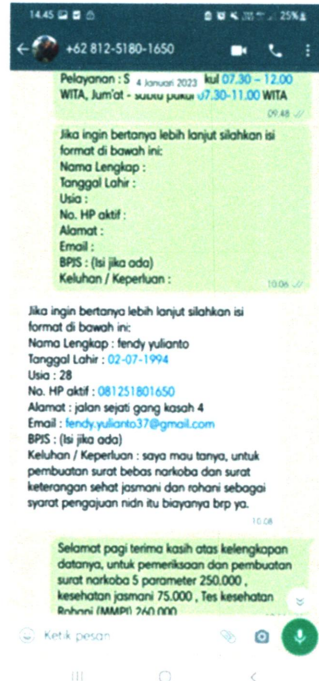 14.45
25%
+62 812-5180-1650
Pelayanan : S
4 Januari 2023
kul 07.30 – 12.00
WITA, Jum'at - sabtu pukul 07.30-11.00 WITA
09.48
Jika ingin bertanya lebih lanjut silahkan isi
format di bawah ini:
Nama Lengkap :
Tanggal Lahir :
Usia :
No. HP aktif :
Alamat :
Email :
BPJS : (Isi jika ada)
Keluhan / Keperluan :
10.06
Jika ingin bertanya lebih lanjut silahkan isi
format di bawah ini:
Nama Lengkap : fendy yulianto
Tanggal Lahir : 02-07-1994
Usia : 28
No. HP aktif : 081251801650
Alamat : jalan sejati gang kasah 4
Email : fendy.yulianto37@gmail.com
BPJS : (Isi jika ada)
Keluhan / Keperluan : saya mau tanya, untuk
pembuatan surat bebas narkoba dan surat
keterangan sehat jasmani dan rohani sebagai
syarat pengajuan nidn itu biayanya brp ya.
10.08
Selamat pagi terima kasih atas kelengkapan
datanya, untuk pemeriksaan dan pembuatan
surat narkoba 5 parameter 250.000 ,
kesehatan jasmani 75.000 , Tes kesehatan
Rohani (MMPI) 260.000
Ketik pesan